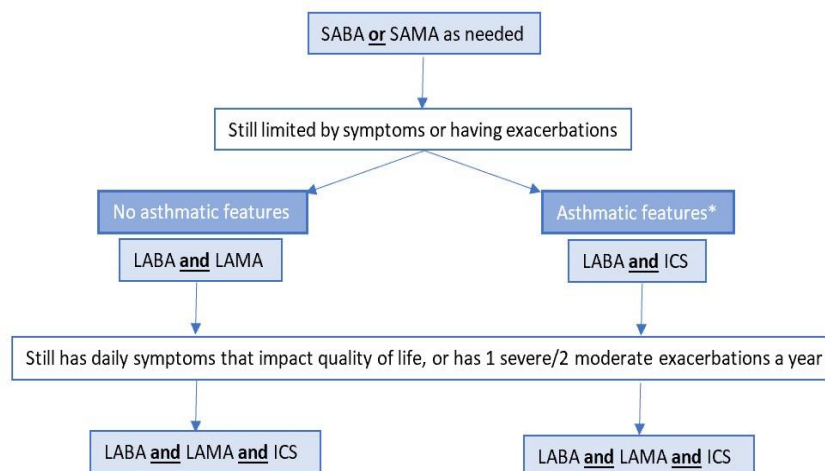 SABA or SAMA as needed
Still limited by symptoms or having exacerbations
No asthmatic features
Asthmatic features*
LABA and LAMA
LABA and ICS
Still has daily symptoms that impact quality of life, or has 1 severe/2 moderate exacerbations a year
LABA and LAMA and ICS
LABA and LAMA and ICS